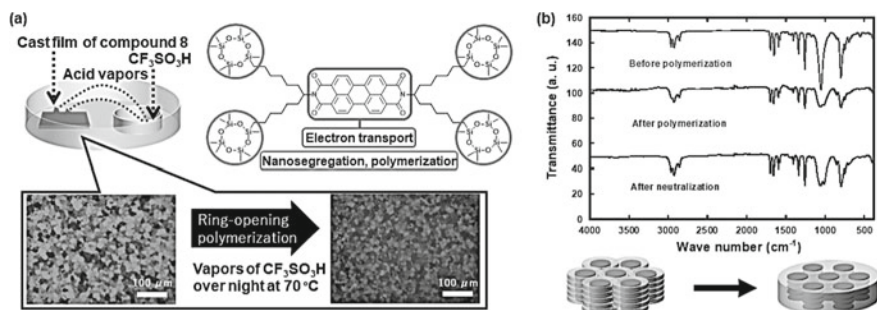 (a)
Cast film of compound 8
CF₃SO₃H
Acid vapors
Electron transport
Nanosegregation, polymerization
Ring-opening
polymerization
Vapors of CF₃SO₃H
over night at 70 °C
100 µm
100 µm
(b)
Transmittance (a. u.)
160
140
120
100
80
60
40
20
0
Before polymerization
After polymerization
After neutralization
4000 3500 3000 2500 2000 1500 1000 500
Wave number (cm⁻¹)